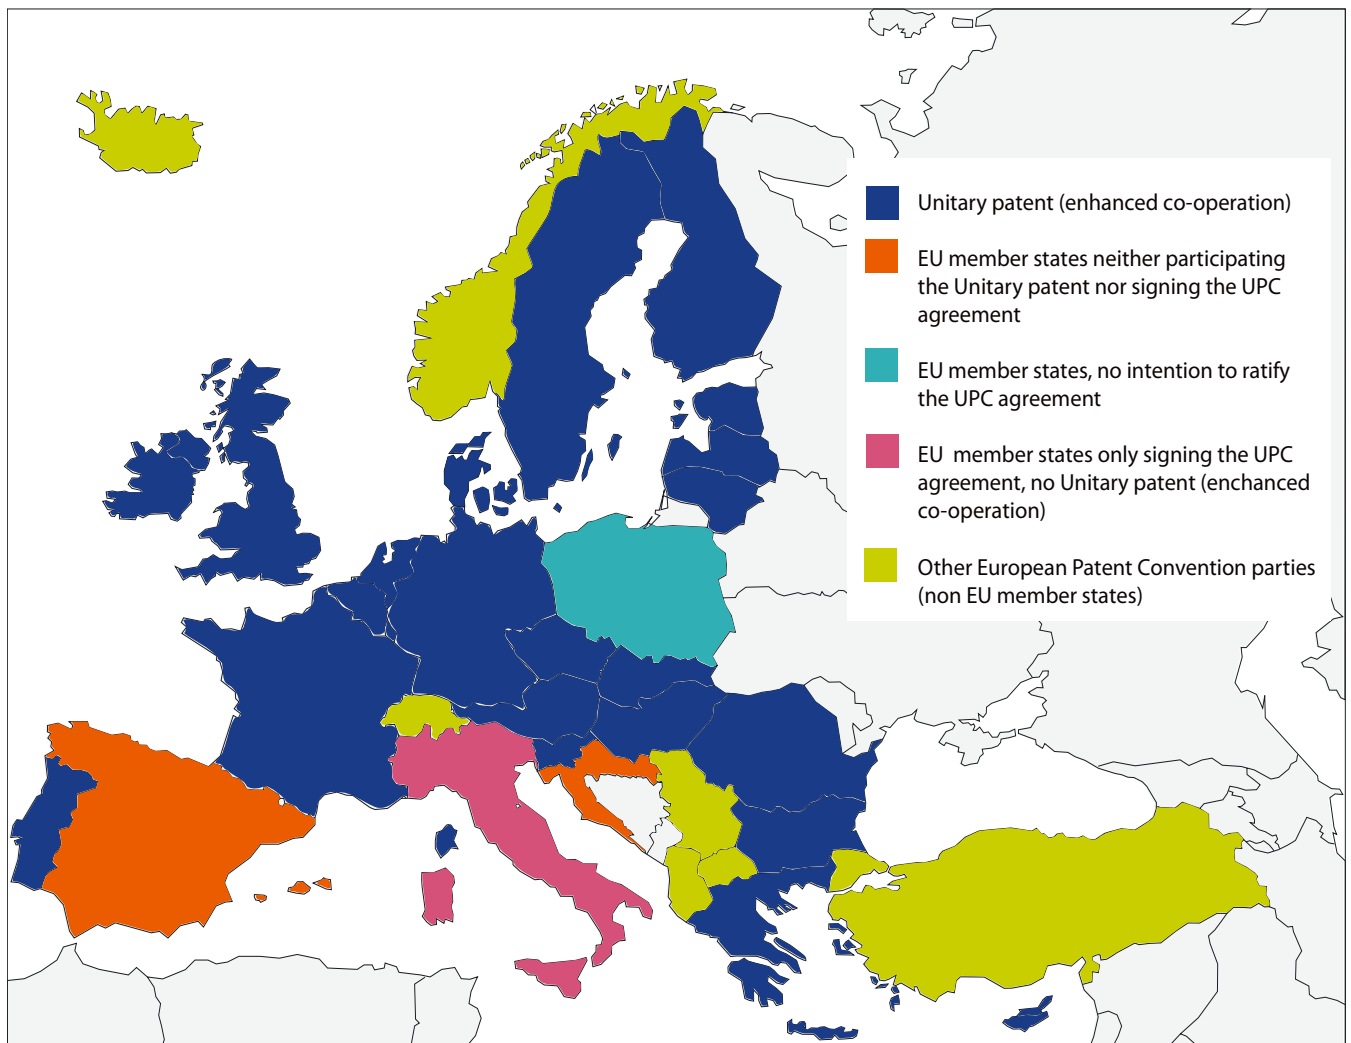 Unitary patent (enhanced co-operation)
EU member states neither participating
the Unitary patent nor signing the UPC
agreement
EU member states, no intention to ratify
the UPC agreement
EU member states only signing the UPC
agreement, no Unitary patent (enchanced
co-operation)
Other European Patent Convention parties
(non EU member states)